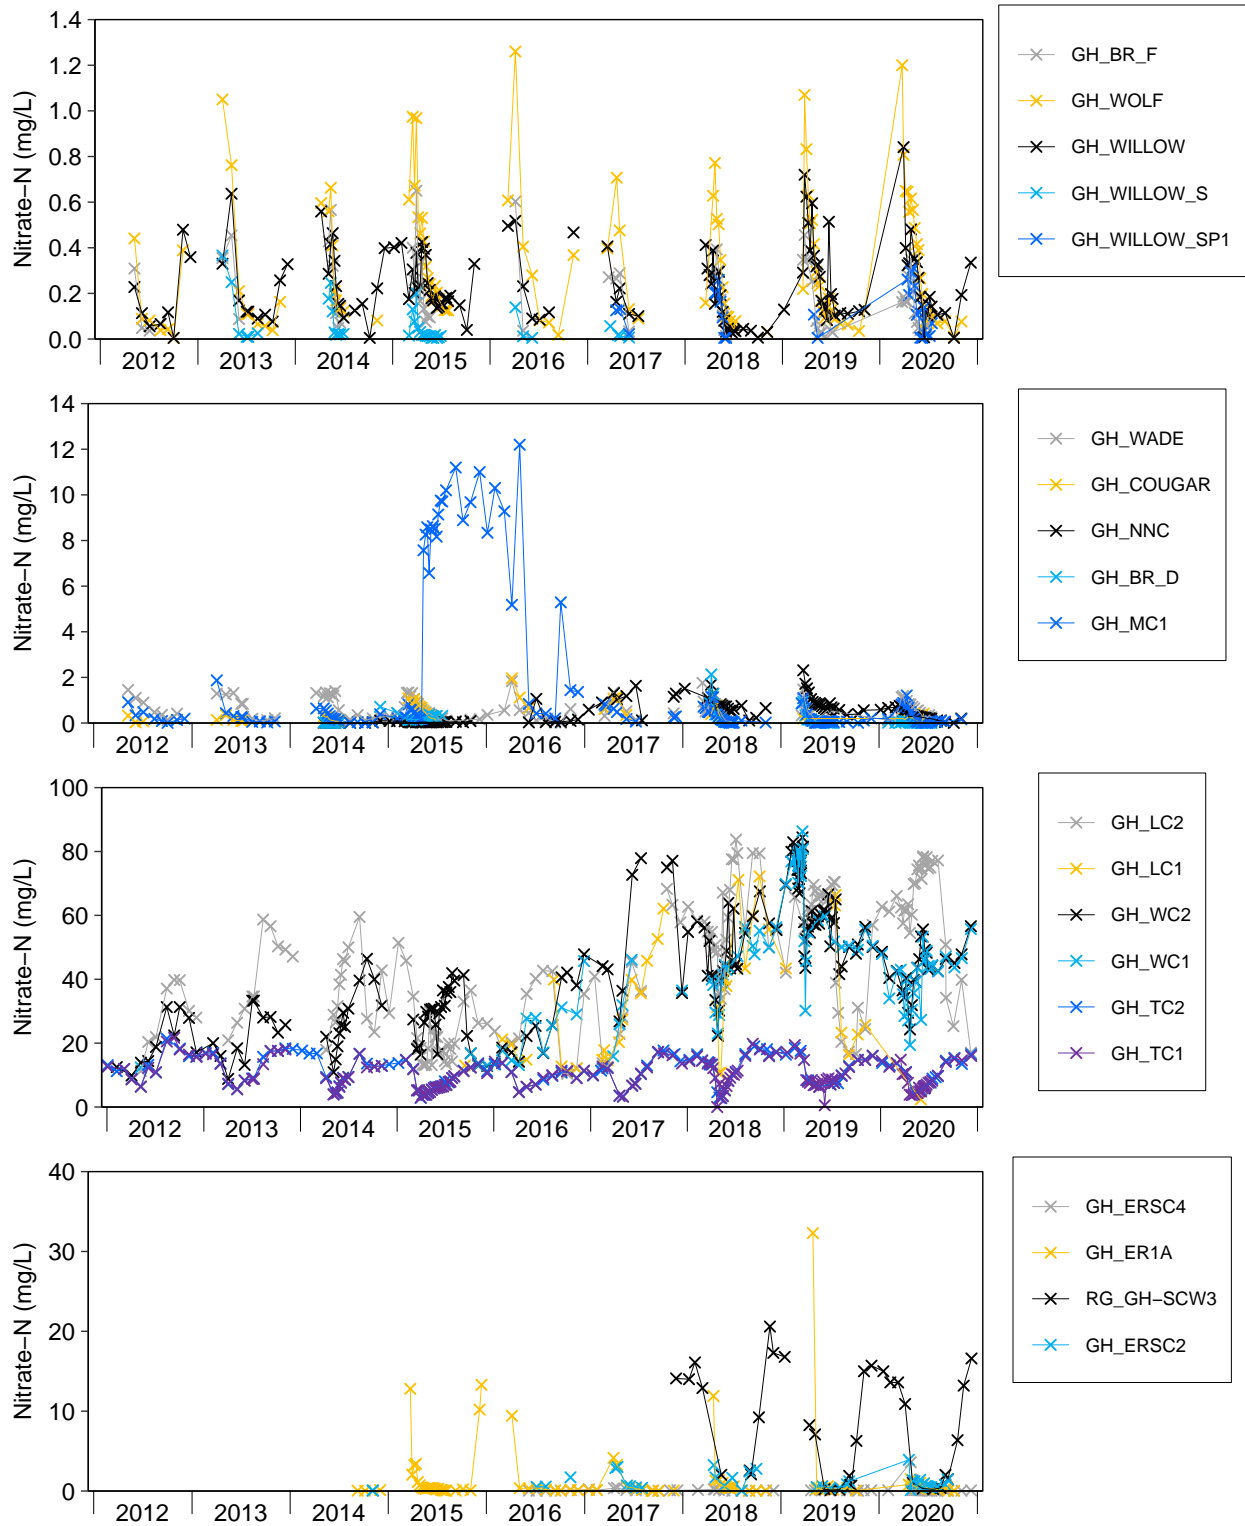 1.4
1.2
1.0
0.8
0.6
0.4
0.2
0.0
Nitrate−N (mg/L)
2012 2013 2014 2015 2016 2017 2018 2019 2020
GH_BR_F
GH_WOLF
GH_WILLOW
GH_WILLOW_S
GH_WILLOW_SP1
14
12
10
8
6
4
2
0
Nitrate−N (mg/L)
2012 2013 2014 2015 2016 2017 2018 2019 2020
GH_WADE
GH_COUGAR
GH_NNC
GH_BR_D
GH_MC1
100
80
60
40
20
0
Nitrate−N (mg/L)
2012 2013 2014 2015 2016 2017 2018 2019 2020
GH_LC2
GH_LC1
GH_WC2
GH_WC1
GH_TC2
GH_TC1
40
30
20
10
0
Nitrate−N (mg/L)
2012 2013 2014 2015 2016 2017 2018 2019 2020
GH_ERSC4
GH_ER1A
RG_GH−SCW3
GH_ERSC2